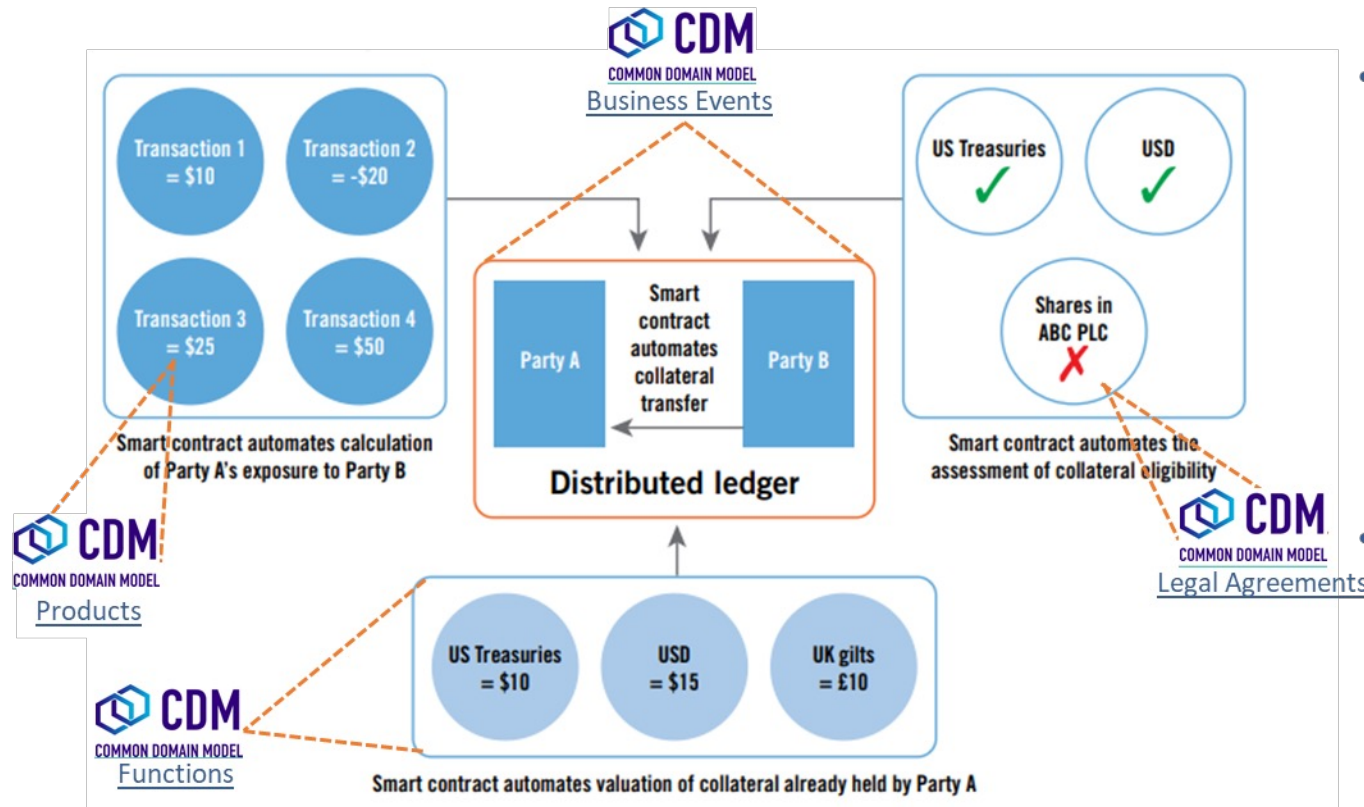 CDM
COMMON DOMAIN MODEL
Business Events
Transaction 1
= $10
Transaction 2
= -$20
Transaction 3
= $25
Transaction 4
= $50
Smart contract automates calculation
of Party A's exposure to Party B
US Treasuries
✓
USD
✓
Shares in
ABC PLC
✗
Smart contract automates the
assessment of collateral eligibility
Party A
Smart
contract
automates
collateral
transfer
Party B
Distributed ledger
CDM
COMMON DOMAIN MODEL
Products
CDM
COMMON DOMAIN MODEL
Legal Agreements
US Treasuries
= $10
USD
= $15
UK gilts
= £10
CDM
COMMON DOMAIN MODEL
Functions
Smart contract automates valuation of collateral already held by Party A